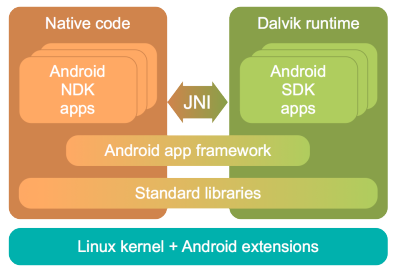 Native code
Dalvik runtime
Android
NDK
apps
JNI
Android
SDK
apps
Android app framework
Standard libraries
Linux kernel + Android extensions